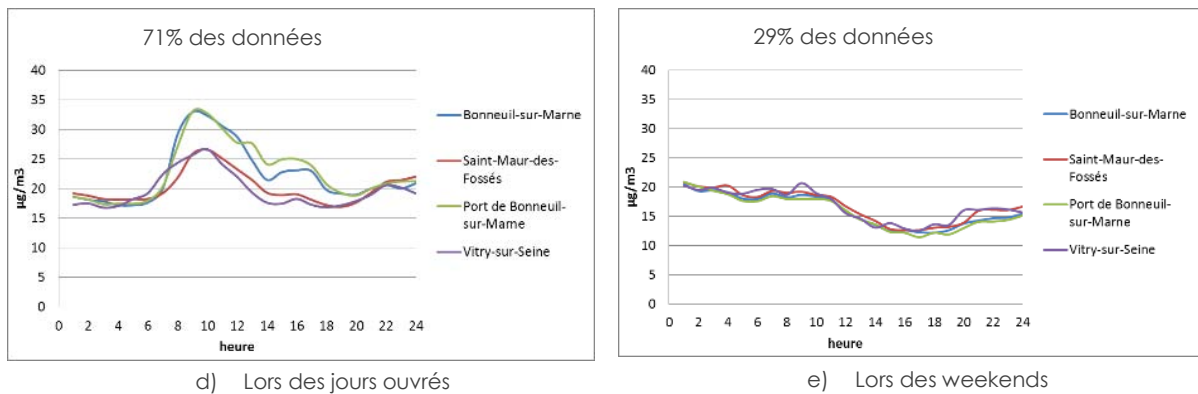 71% des données
40
35
30
25
20
15
10
5
0
µg/m3
0 2 4 6 8 10 12 14 16 18 20 22 24
heure
Bonneuil-sur-Marne
Saint-Maur-des-
Fossés
Port de Bonneuil-
sur-Marne
Vitry-sur-Seine
d) Lors des jours ouvrés
29% des données
40
35
30
25
20
15
10
5
0
µg/m3
0 2 4 6 8 10 12 14 16 18 20 22 24
heure
Bonneuil-sur-Marne
Saint-Maur-des-
Fossés
Port de Bonneuil-
sur-Marne
Vitry-sur-Seine
e) Lors des weekends